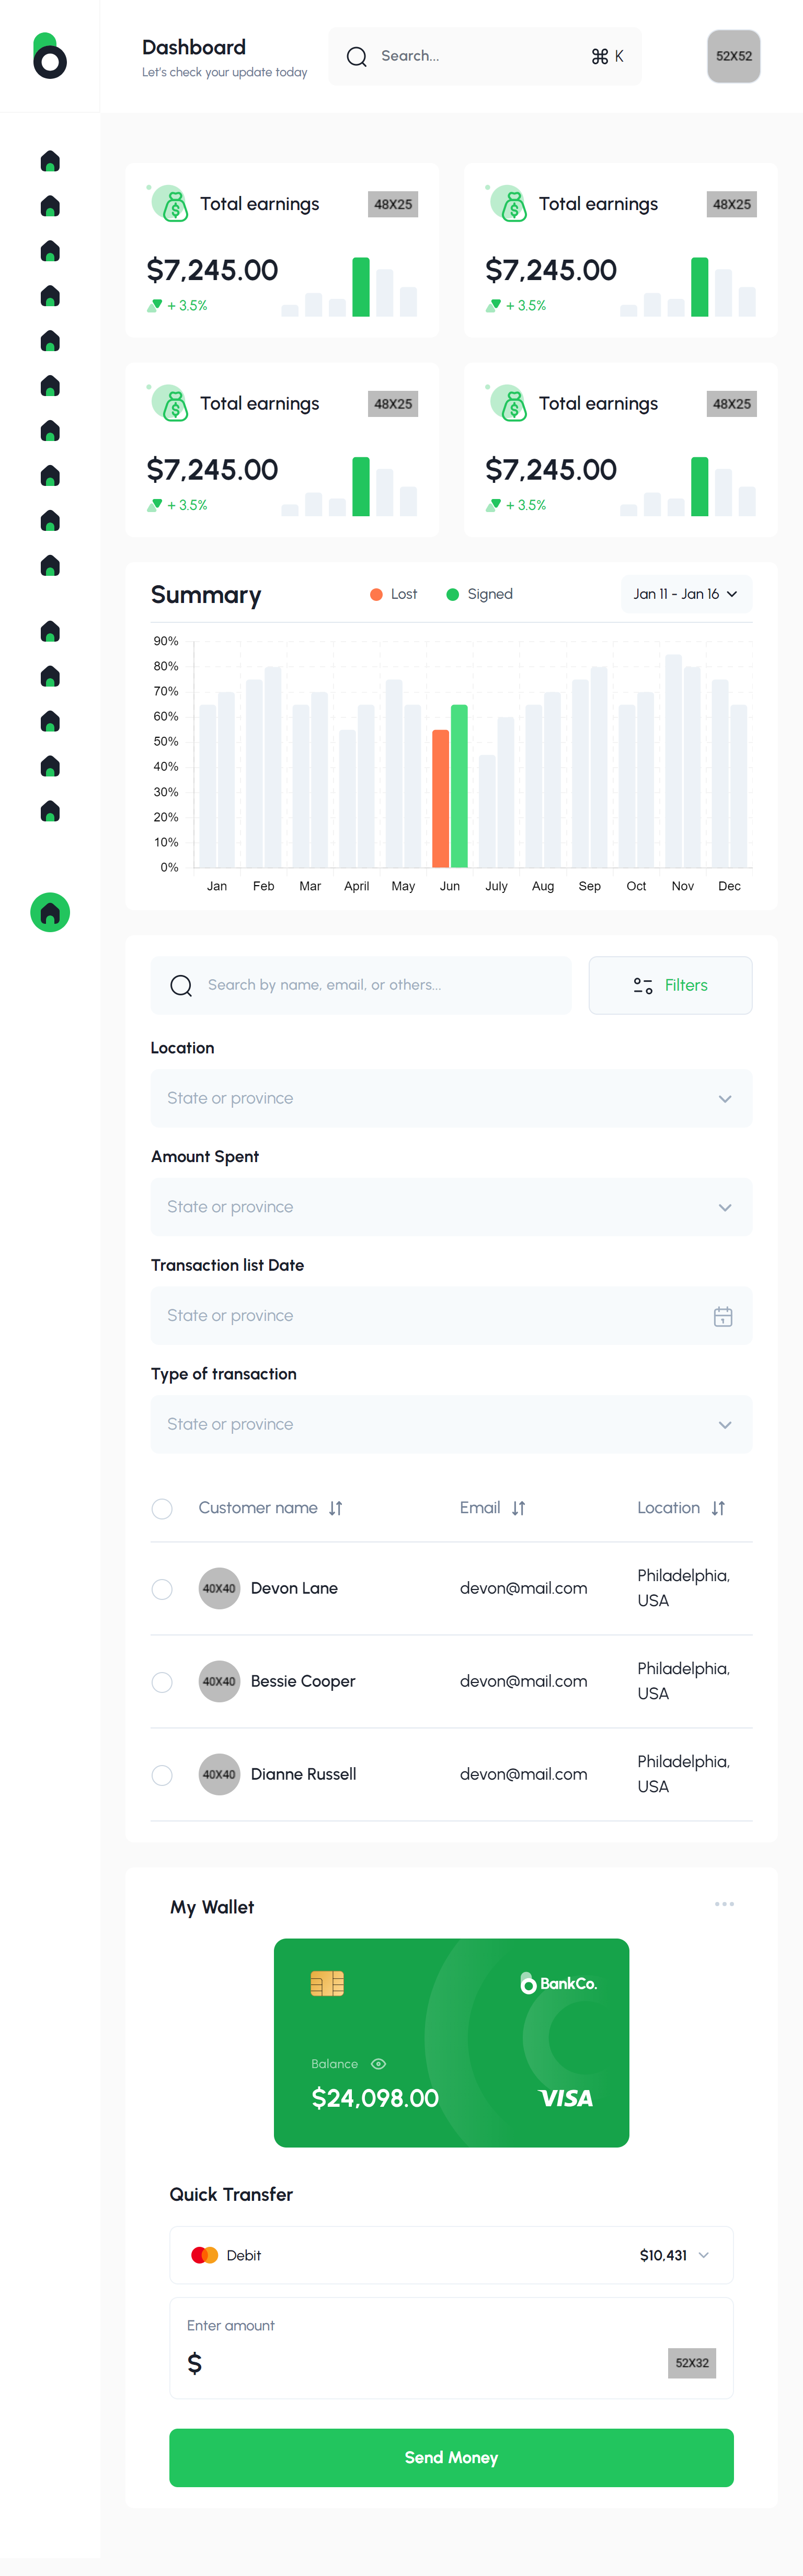 Dashboard
Let's check your update today
Search...
⌘ K
52X52
Total earnings
48X25
$7,245.00
+ 3.5%
Total earnings
48X25
$7,245.00
+ 3.5%
Total earnings
48X25
$7,245.00
+ 3.5%
Total earnings
48X25
$7,245.00
+ 3.5%
Summary
Lost
Signed
Jan 11 - Jan 16
90%
80%
70%
60%
50%
40%
30%
20%
10%
0%
Jan Feb Mar April May Jun July Aug Sep Oct Nov Dec
Search by name, email, or others...
Filters
Location
State or province
Amount Spent
State or province
Transaction list Date
State or province
Type of transaction
State or province
Customer name Email Location
40X40 Devon Lane devon@mail.com Philadelphia,
USA
40X40 Bessie Cooper devon@mail.com Philadelphia,
USA
40X40 Dianne Russell devon@mail.com Philadelphia,
USA
My Wallet
BankCo.
Balance
$24,098.00
VISA
Quick Transfer
Debit
$10,431
Enter amount
$
52X32
Send Money